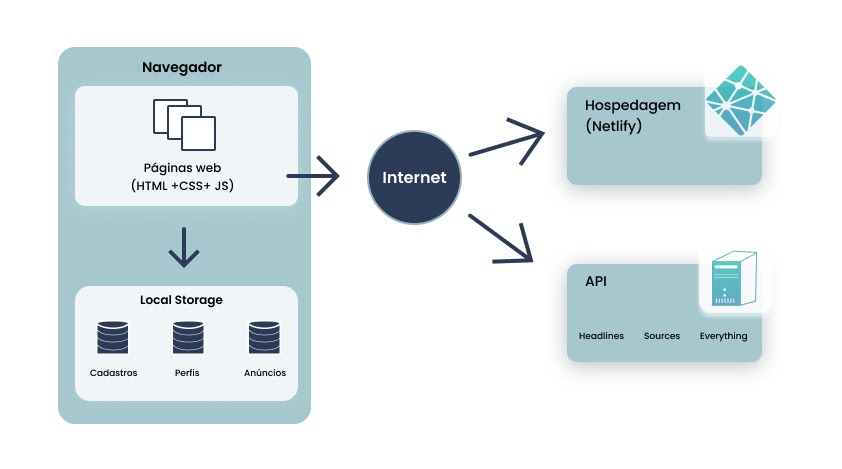 Navegador
Páginas web
(HTML +CSS+ JS)
Local Storage
Cadastros
Perfis
Anúncios
Internet
Hospedagem
(Netlify)
API
Headlines
Sources
Everything